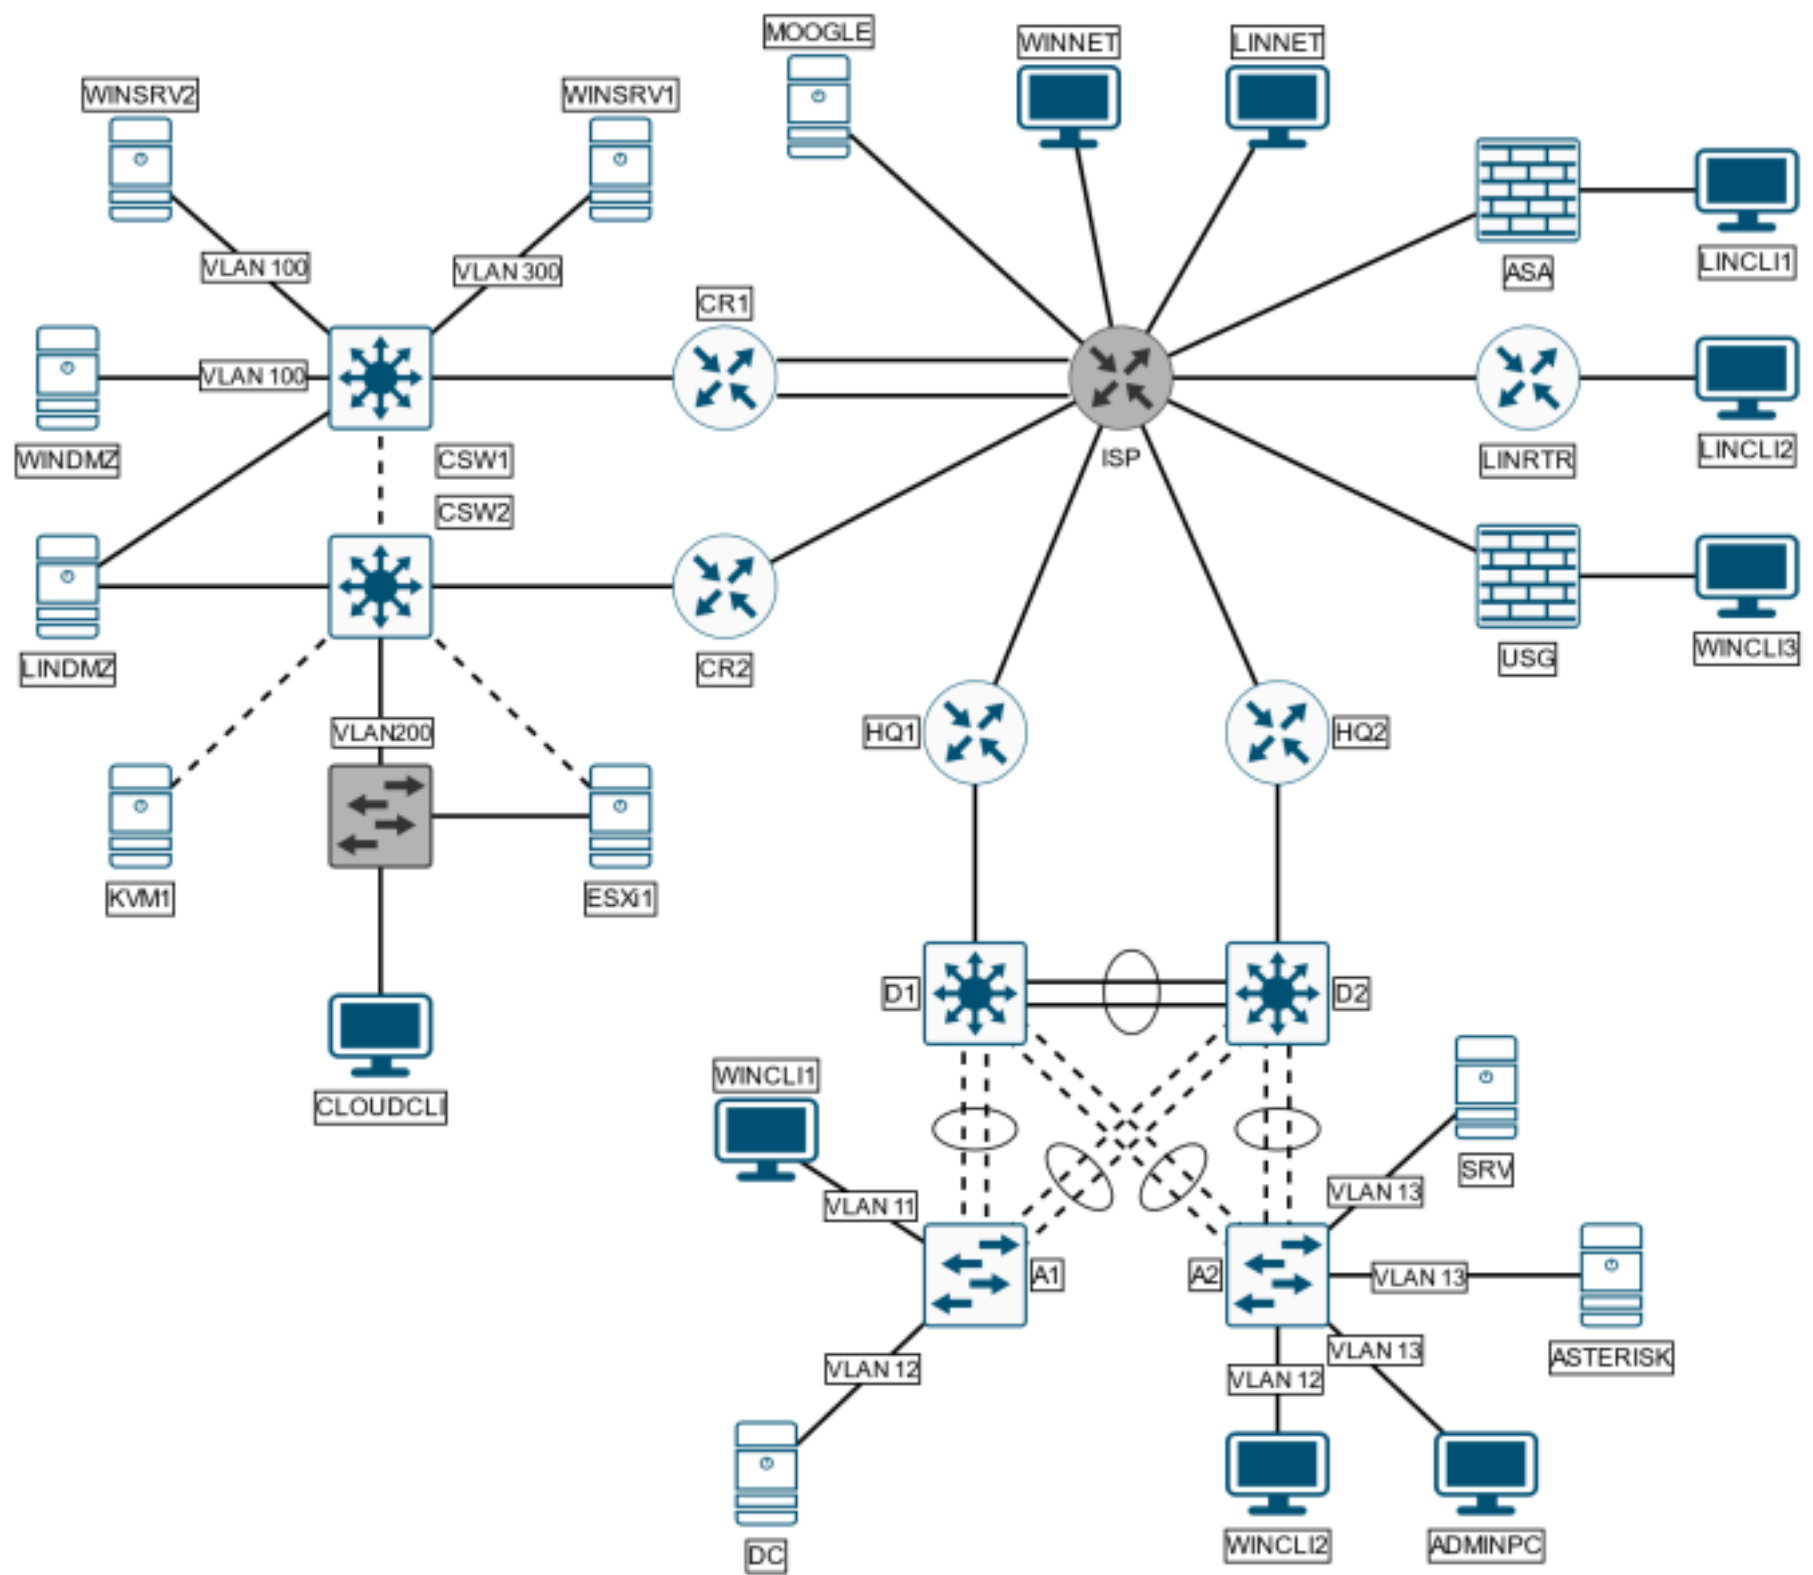 MOOGLE
WINNET
LINNET
WINSRV2
WINSRV1
VLAN 100
VLAN 300
ASA
LINCLI1
CR1
VLAN 100
WINDMZ
CSW1
ISP
LINRTR
LINCLI2
CSW2
LINDMZ
CR2
USG
WINCLI3
VLAN200
HQ1
HQ2
KVM1
ESXi1
D1
D2
CLOUDCLI
WINCLI1
SRV
VLAN 11
VLAN 13
A1
A2
VLAN 13
VLAN 12
VLAN 13
ASTERISK
VLAN 12
DC
WINCLI2
ADMINPC